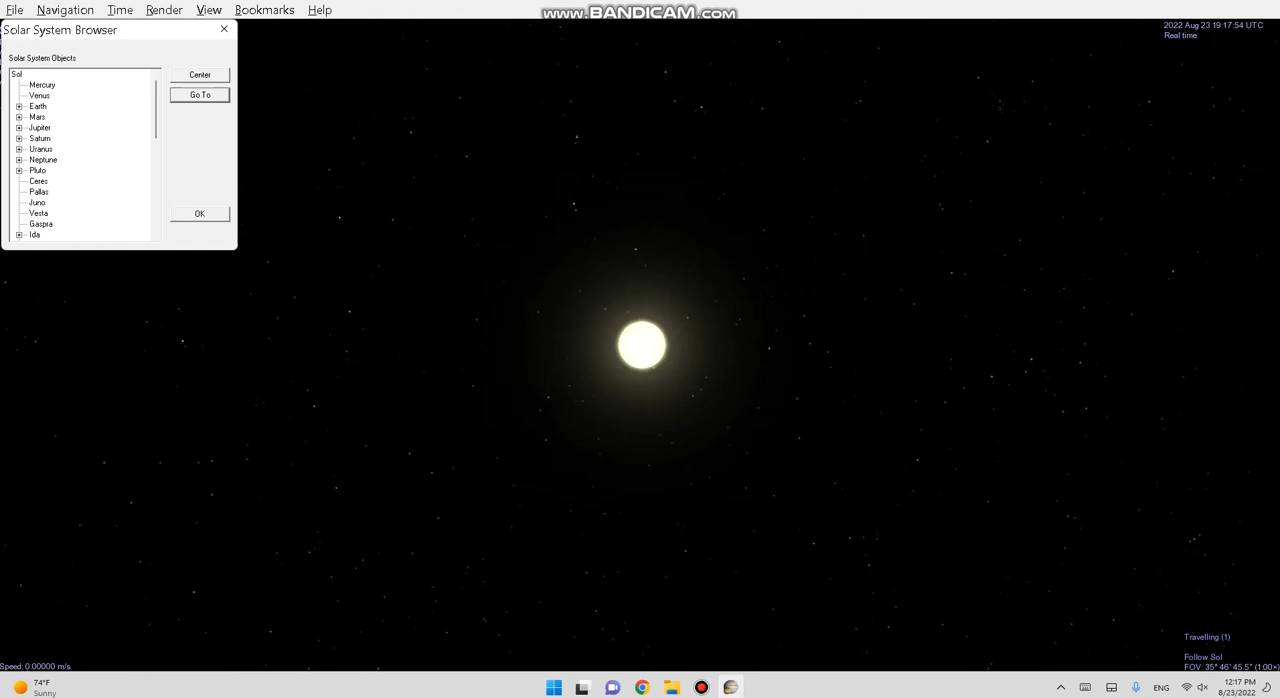 File Navigation Time Render View Bookmarks Help
www.BANDICAM.com
Solar System Browser
2022 Aug 23 19:17:54 UTC
Real time
Solar System Objects
Sol
Mercury
Venus
Earth
Mars
Jupiter
Saturn
Uranus
Neptune
Pluto
Ceres
Pallas
Juno
Vesta
Gaspra
Ida
Center
Go To
OK
Travelling (1)
Follow Sol
Speed: 0.00000 m/s
FOV: 35° 46' 45.5" (1.00×)
74°F
Sunny
ENG
12:17 PM
8/23/2022